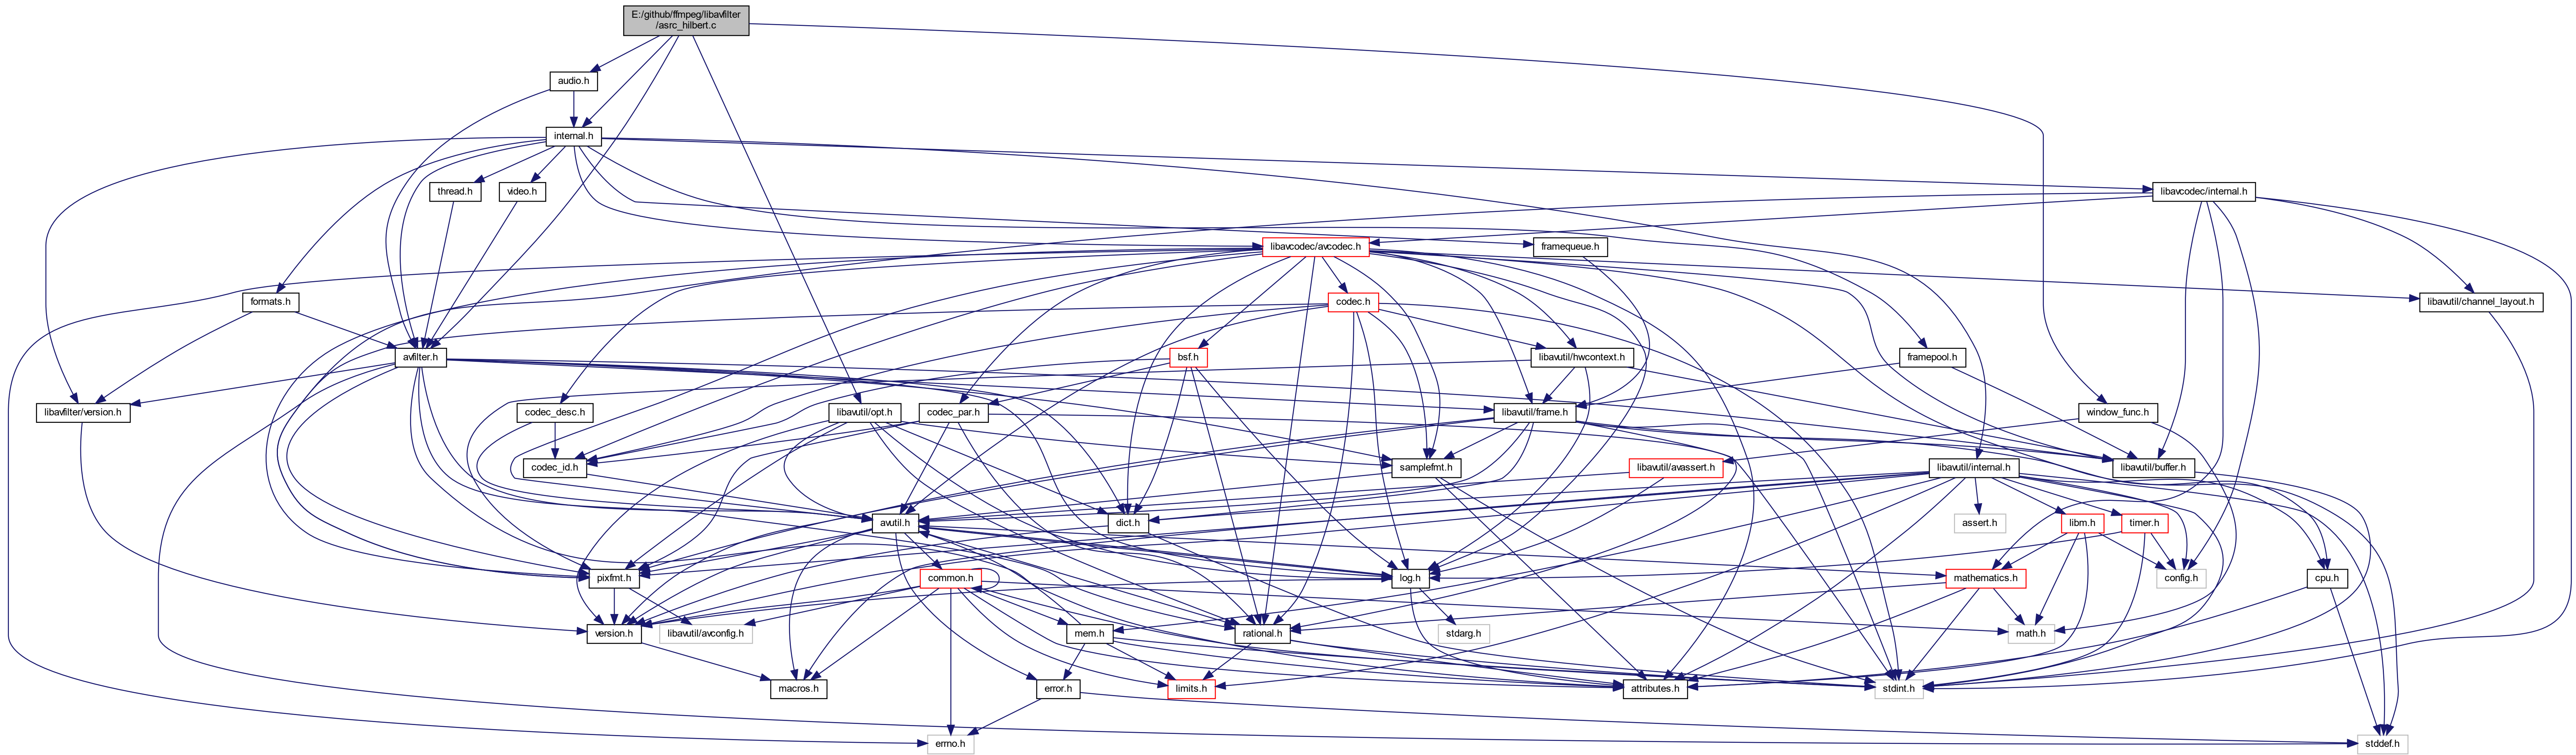 E:/github/ffmpeg/libavfilter
/asrc_hilbert.c
audio.h
internal.h
thread.h
video.h
libavcodec/internal.h
libavcodec/avcodec.h
framequeue.h
formats.h
codec.h
libavutil/channel_layout.h
avfilter.h
bsf.h
libavutil/hwcontext.h
framepool.h
libavfilter/version.h
codec_desc.h
libavutil/opt.h
codec_par.h
libavutil/frame.h
window_func.h
codec_id.h
samplefmt.h
libavutil/avassert.h
libavutil/internal.h
libavutil/buffer.h
avutil.h
dict.h
assert.h
libm.h
timer.h
pixfmt.h
common.h
log.h
mathematics.h
config.h
cpu.h
version.h
libavutil/avconfig.h
mem.h
rational.h
stdarg.h
math.h
macros.h
error.h
limits.h
attributes.h
stdint.h
errno.h
stddef.h